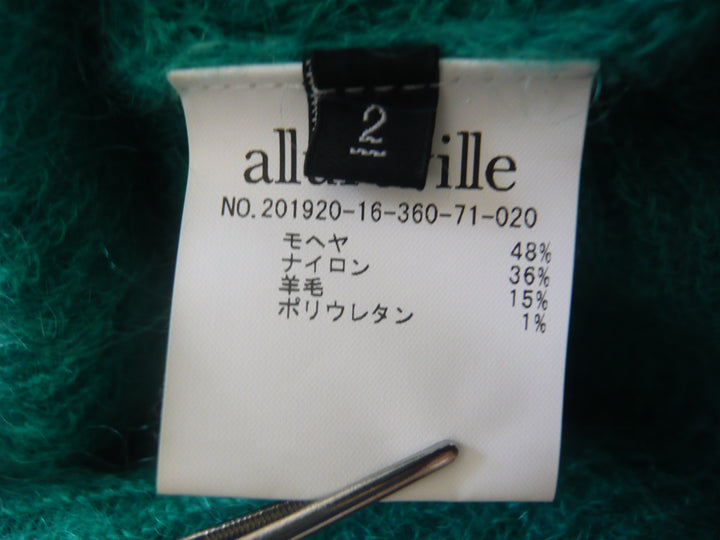 2
NO.201920-16-360-71-020
モヘヤ 48%
ナイロン 36%
羊毛 15%
ポリウレタン 1%